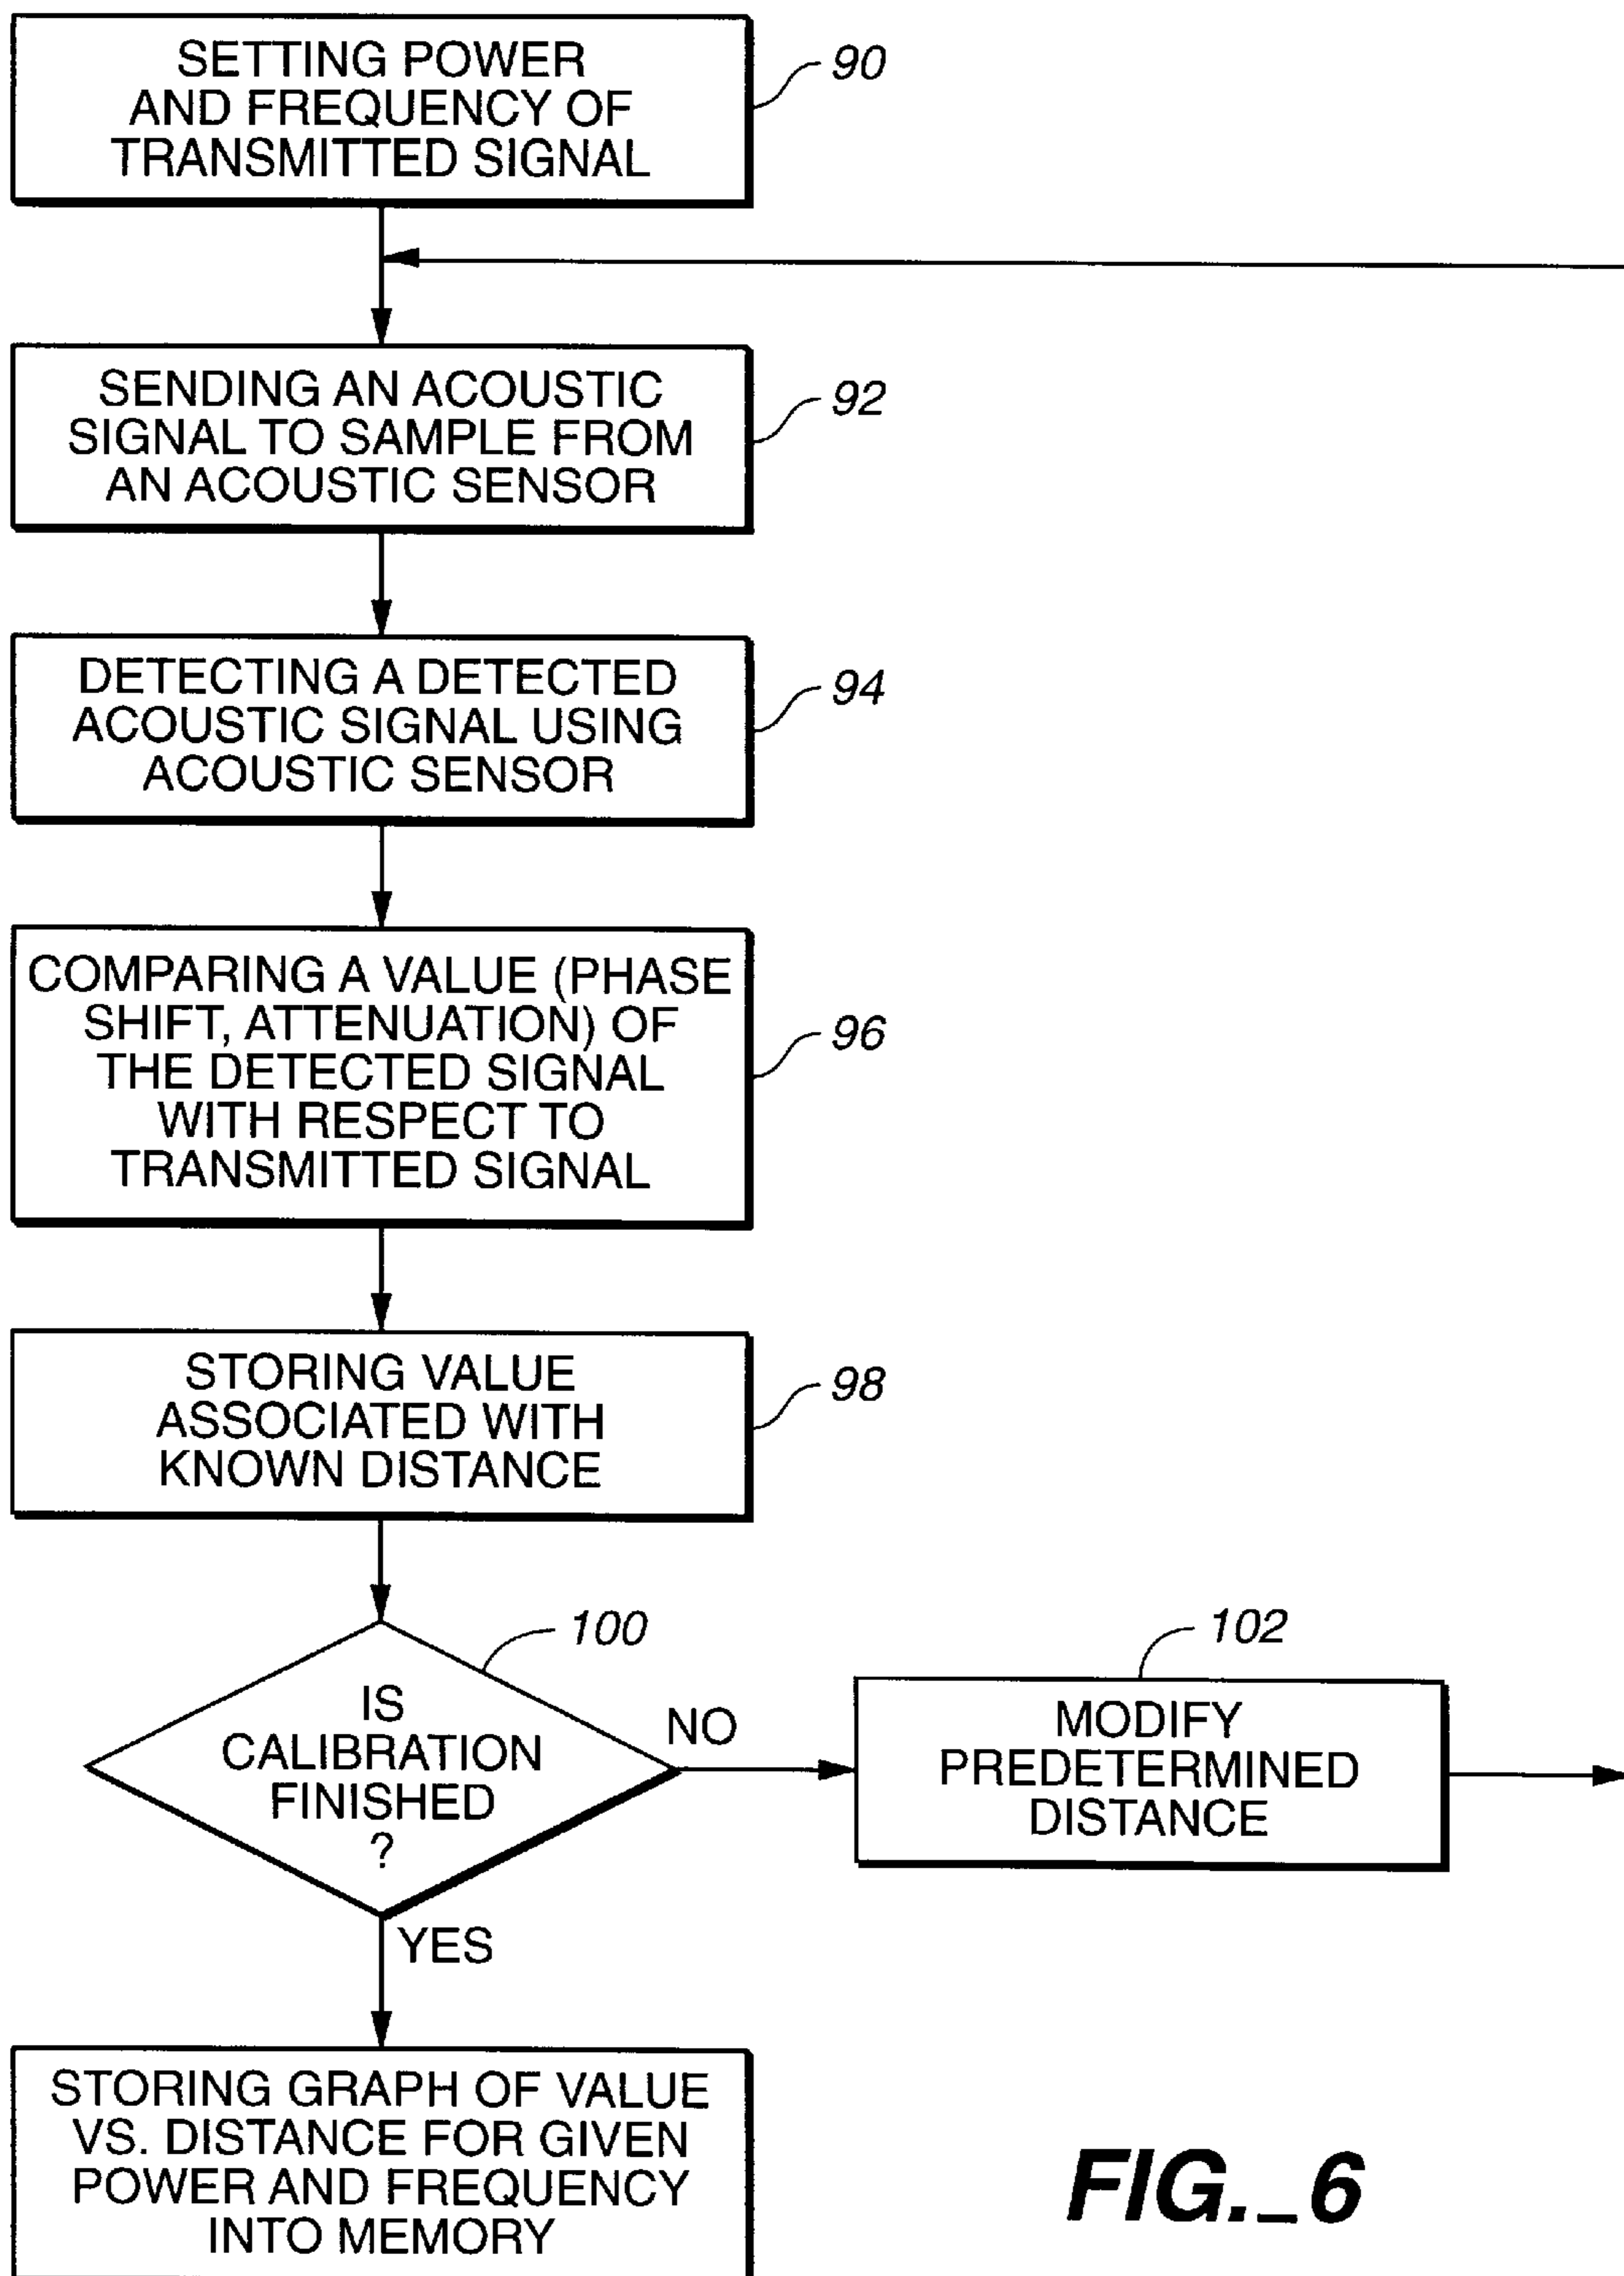 SETTING POWER
AND FREQUENCY OF
TRANSMITTED SIGNAL
90
SENDING AN ACOUSTIC
SIGNAL TO SAMPLE FROM
AN ACOUSTIC SENSOR
92
DETECTING A DETECTED
ACOUSTIC SIGNAL USING
ACOUSTIC SENSOR
94
COMPARING A VALUE (PHASE
SHIFT, ATTENUATION) OF
THE DETECTED SIGNAL
WITH RESPECT TO
TRANSMITTED SIGNAL
96
STORING VALUE
ASSOCIATED WITH
KNOWN DISTANCE
98
IS
CALIBRATION
FINISHED
?
100
NO
MODIFY
PREDETERMINED
DISTANCE
102
YES
STORING GRAPH OF VALUE
VS. DISTANCE FOR GIVEN
POWER AND FREQUENCY
INTO MEMORY
FIG._6